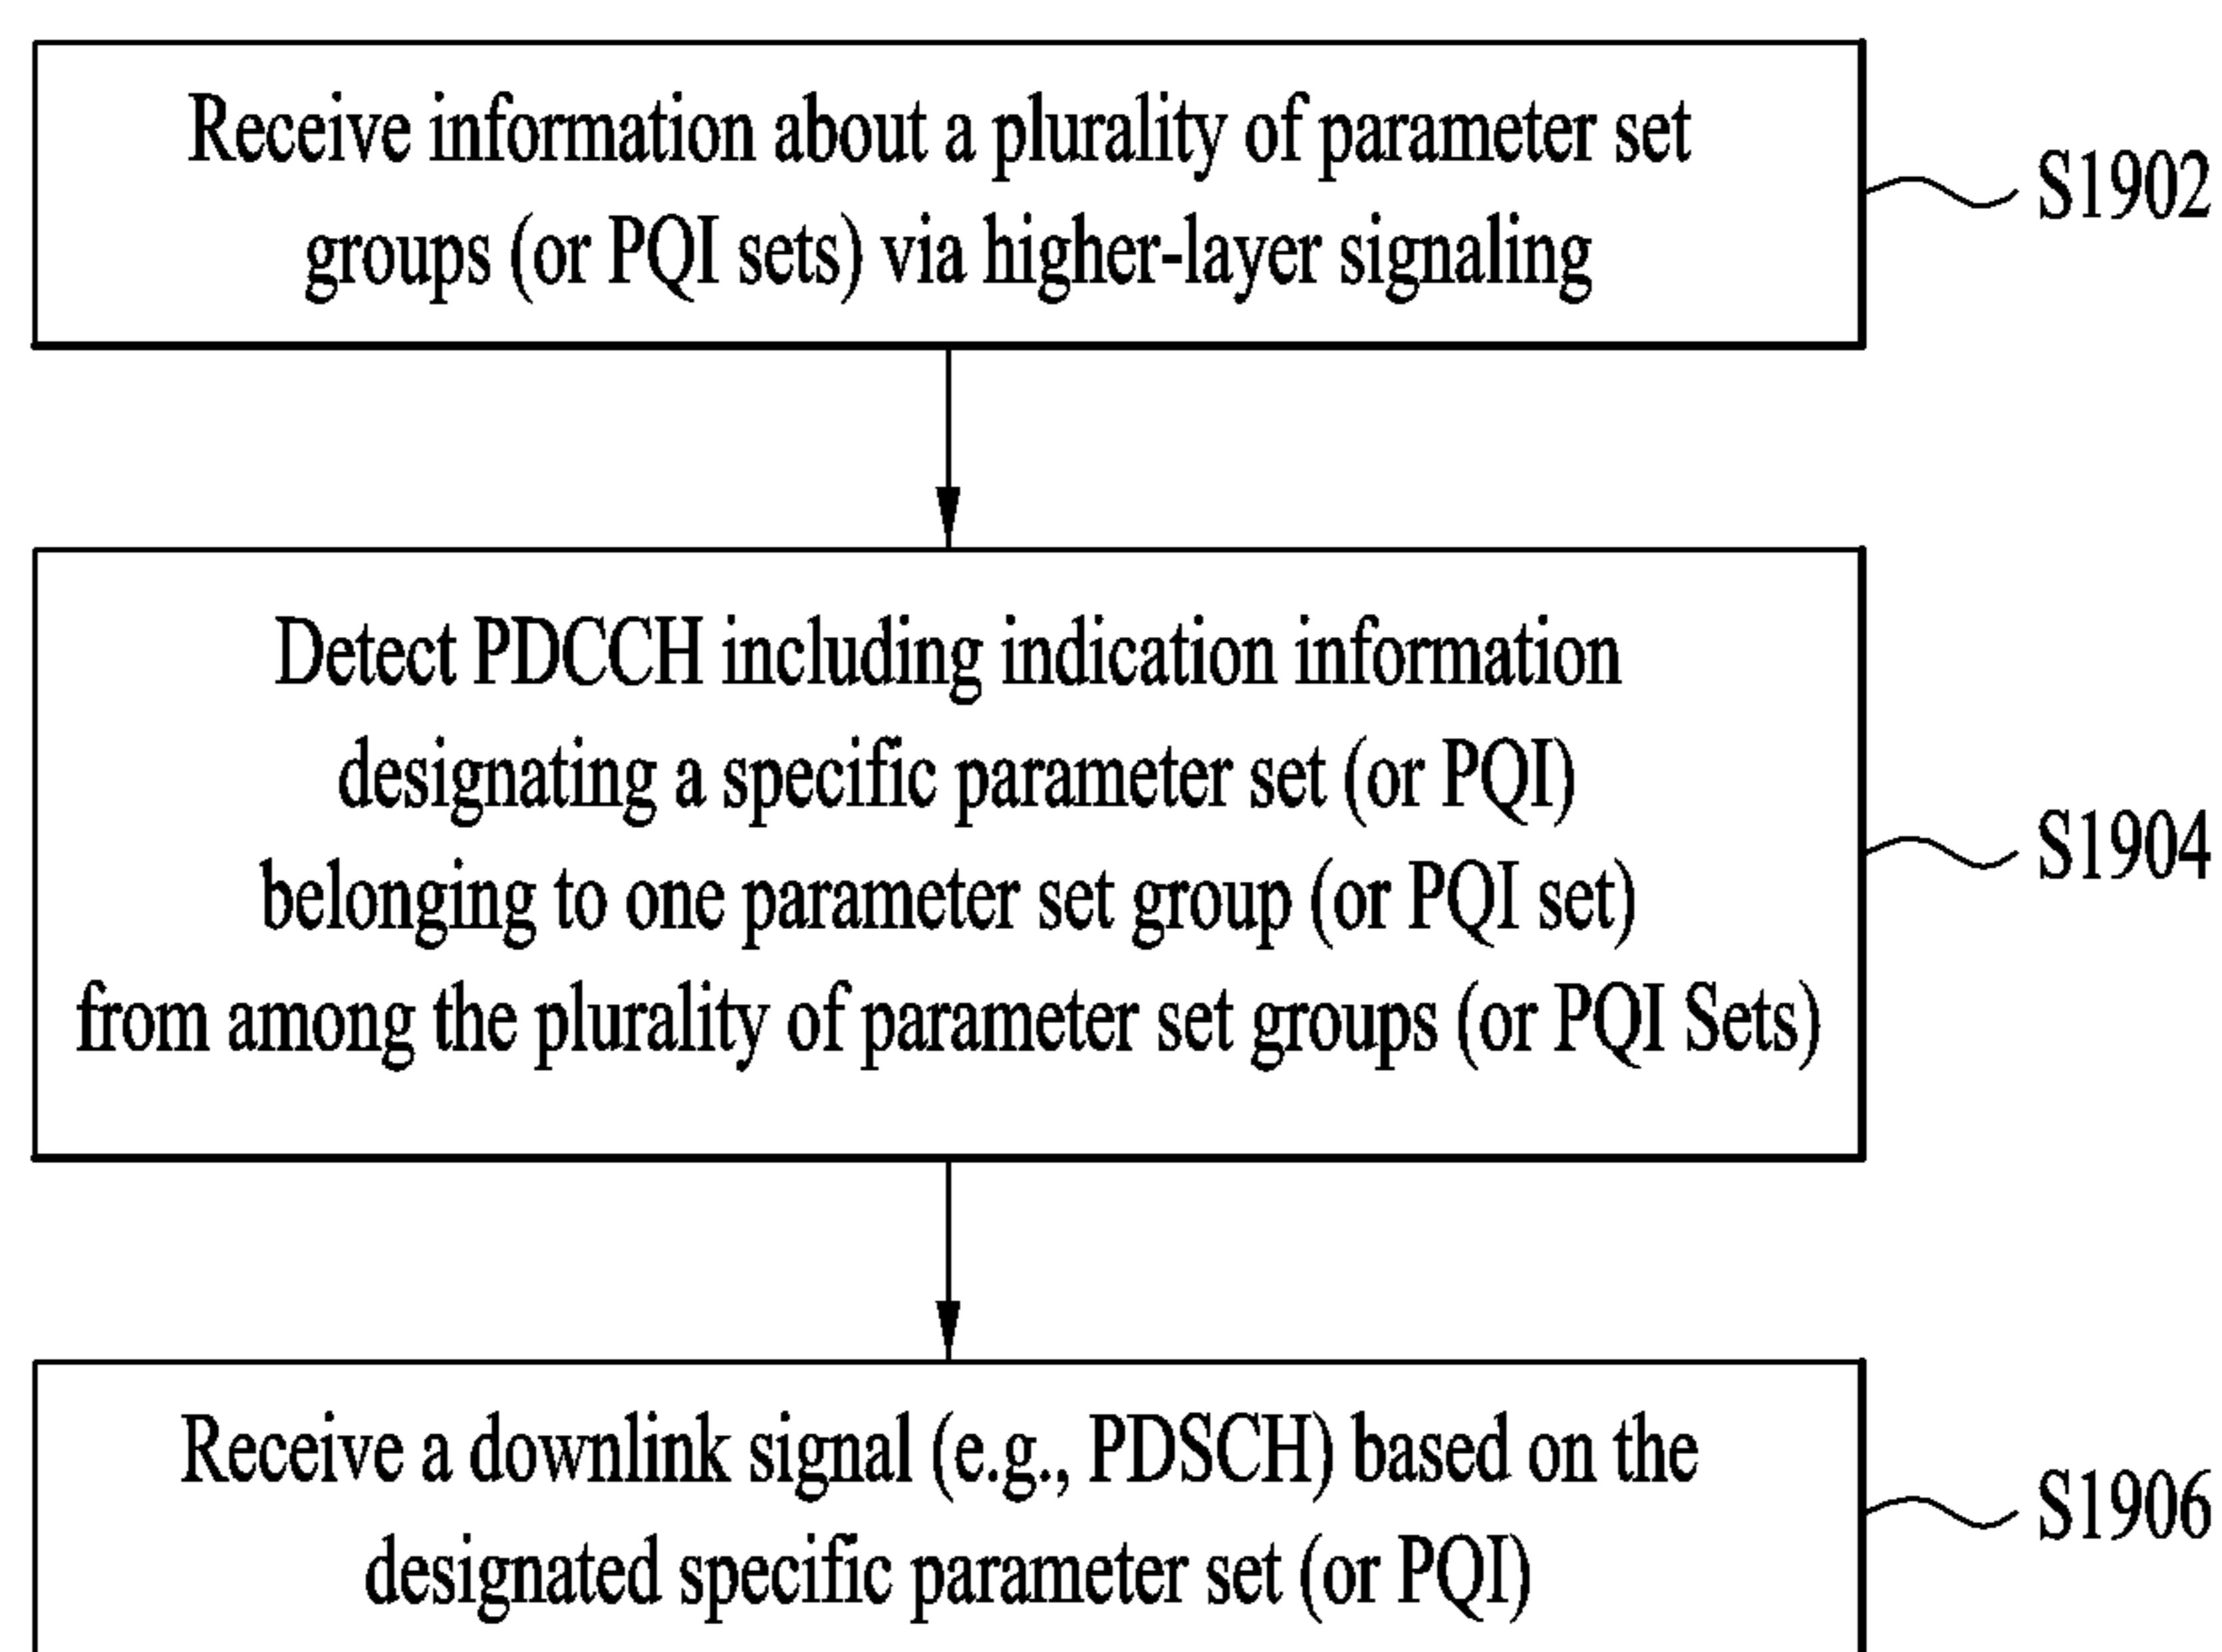 Receive information about a plurality of parameter set
groups (or PQI sets) via higher-layer signaling
S1902
Detect PDCCH including indication information
designating a specific parameter set (or PQI)
belonging to one parameter set group (or PQI set)
from among the plurality of parameter set groups (or PQI Sets)
S1904
Receive a downlink signal (e.g., PDSCH) based on the
designated specific parameter set (or PQI)
S1906